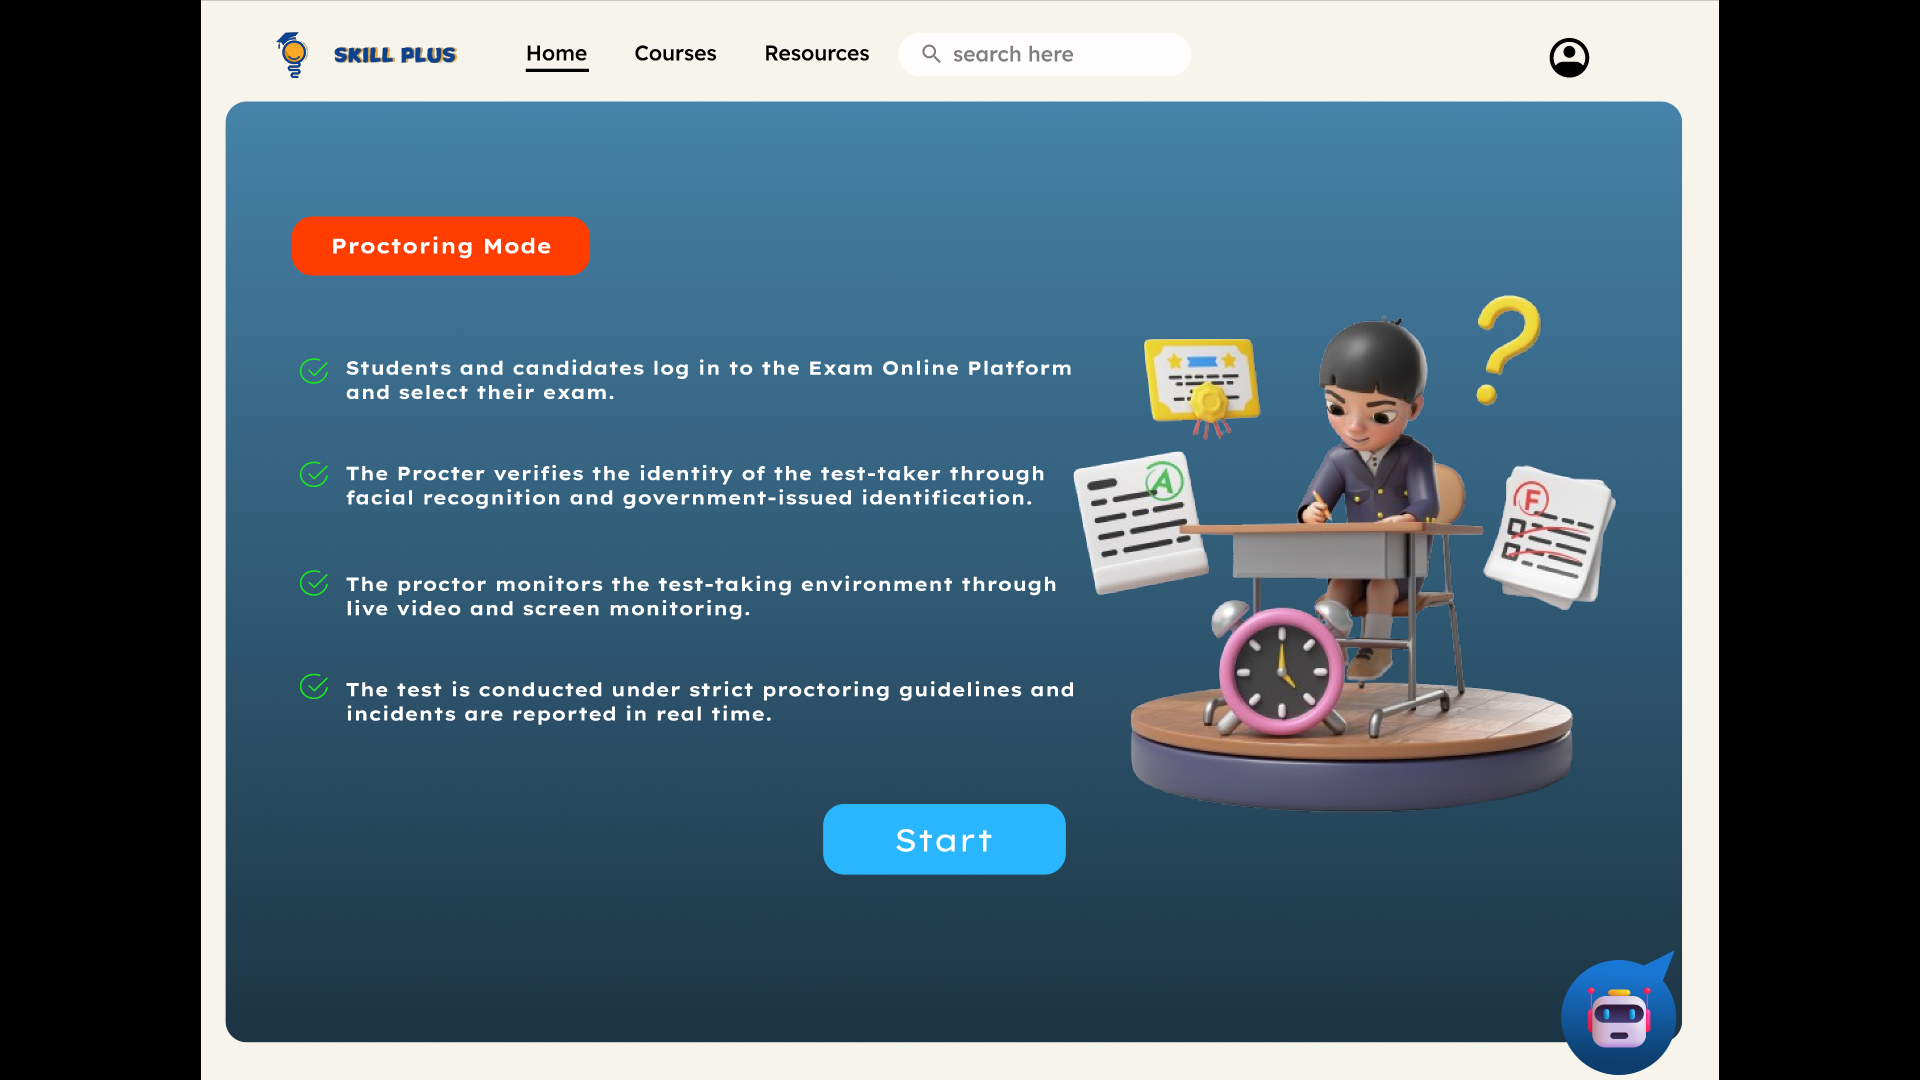 SKILL PLUS
Home
Courses
Resources
search here
Proctoring Mode
Students and candidates log in to the Exam Online Platform
and select their exam.
The Procter verifies the identity of the test-taker through
facial recognition and government-issued identification.
The proctor monitors the test-taking environment through
live video and screen monitoring.
The test is conducted under strict proctoring guidelines and
incidents are reported in real time.
Start
?
A
F